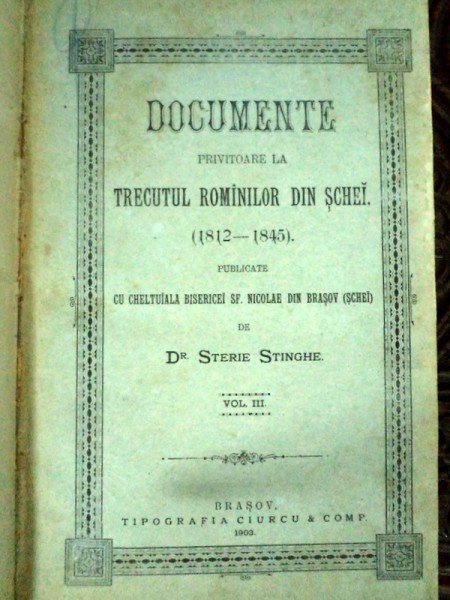 DOCUMENTE
PRIVITOARE LA
TRECUTUL ROMÎNILOR DIN ȘCHEĬ.
(1812—1845).
PUBLICATE
CU CHELTUĬALA BISERICEĬ SF. NICOLAE DIN BRAȘOV (ȘCHEĬ)
DE
DR. STERIE STINGHE.
VOL. III.
BRAȘOV.
TIPOGRAFIA CIURCU & COMP.
1903.